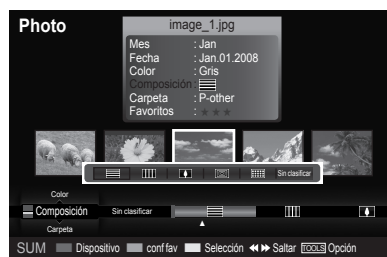 Photo
image_1.jpg
Mes : Jan
Fecha : Jan.01.2008
Color : Gris
Composición :
Carpeta : P-other
Favoritos : ★ ★ ★
Sin clasificar
Color
Composición Sin clasificar
Carpeta
SUM Dispositivo conf fav Selección Saltar TOOLS Opción